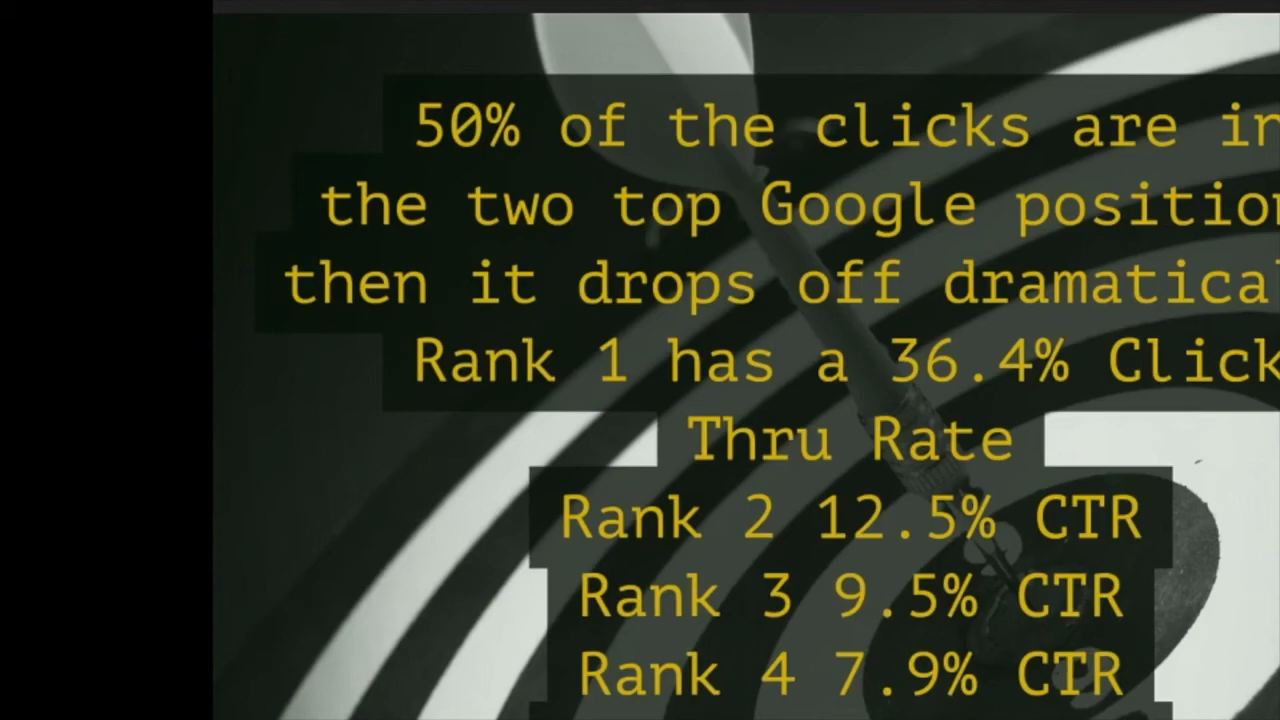 50% of the clicks are in
the two top Google
then it drops off
Rank 1 has a 36.4% Click
Thru Rate
Rank 2 12.5% CTR
Rank 3 9.5% CTR
Rank 4 7.9% CTR